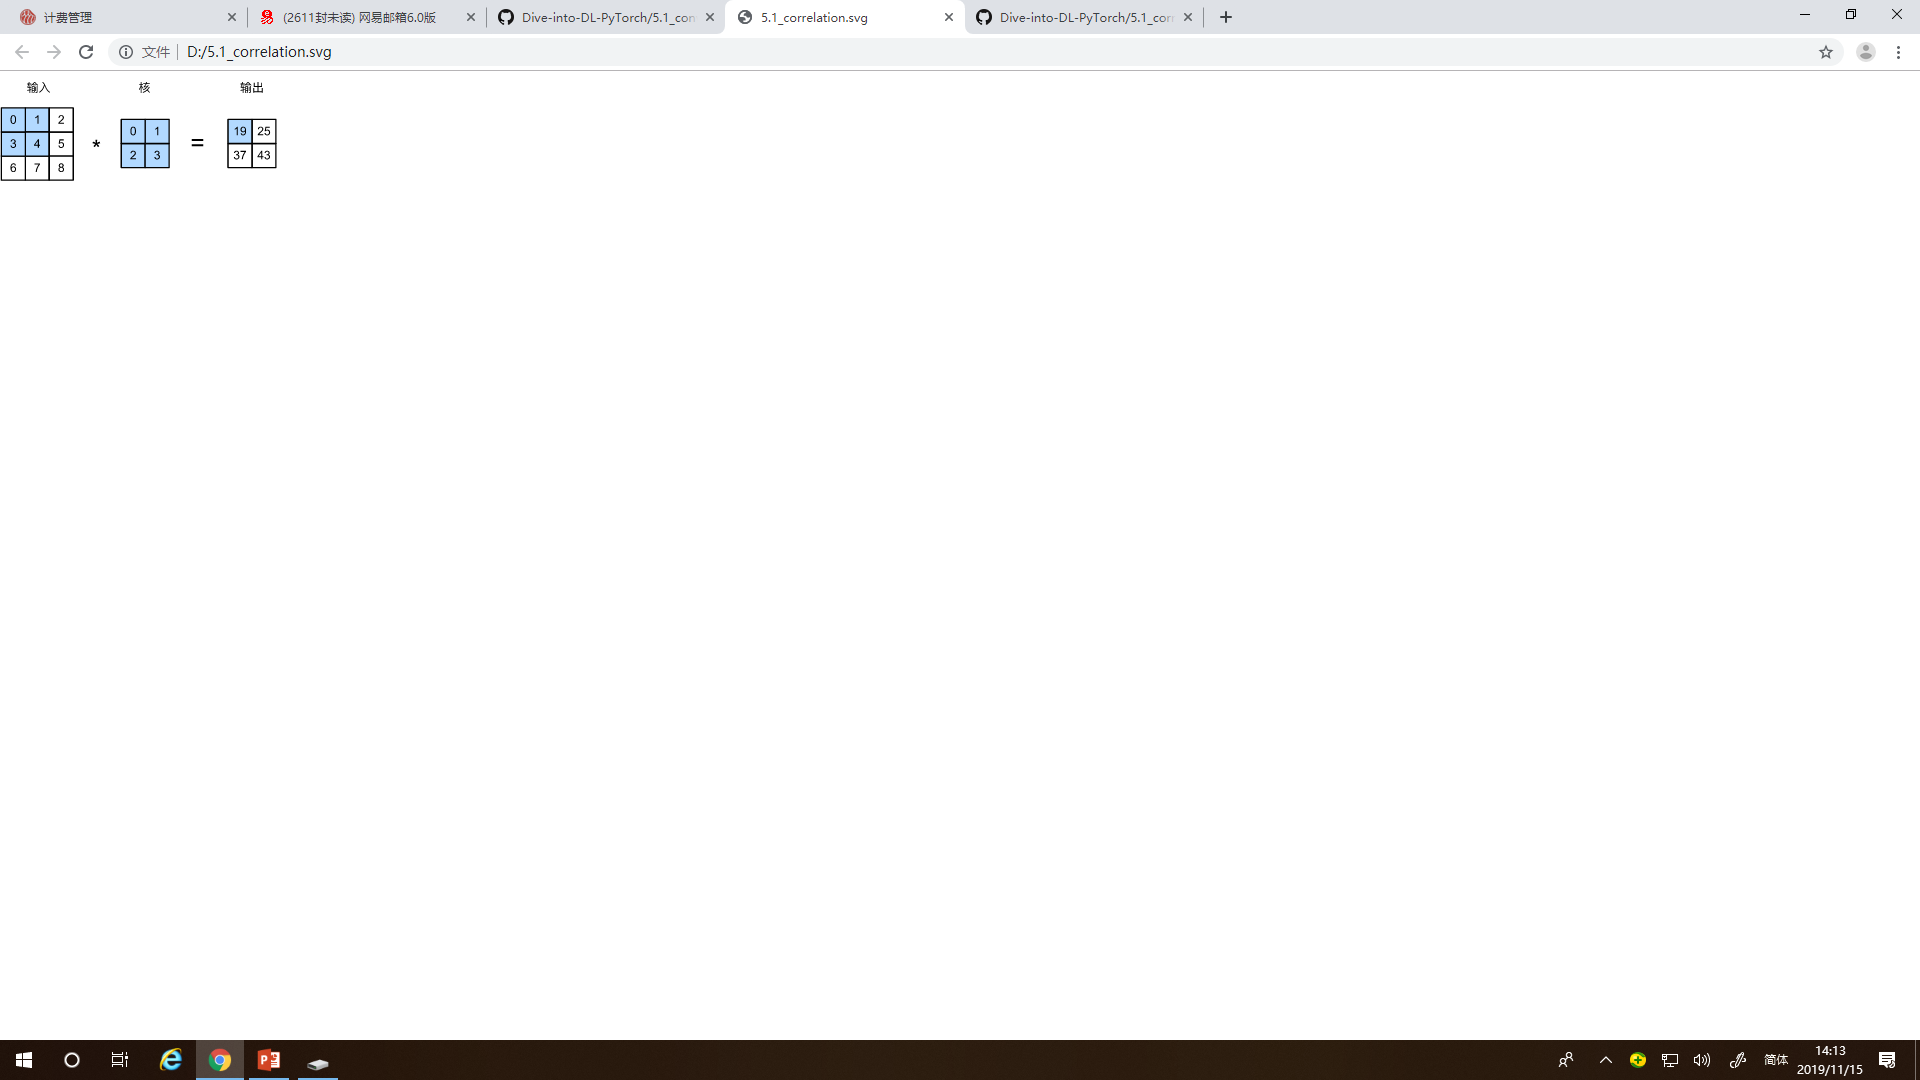 计费管理
(2611封未读) 网易邮箱6.0版
Dive-into-DL-PyTorch/5.1_cor
5.1_correlation.svg
Dive-into-DL-PyTorch/5.1_corr
文件 D:/5.1_correlation.svg
输入 核 输出
0 1 2
3 4 5
6 7 8
*
0 1
2 3
=
19 25
37 43
简体
14:13
2019/11/15